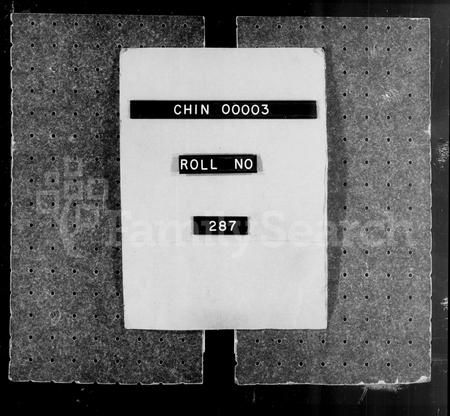 CHIN 00003
ROLL NO
287
FamilySearch